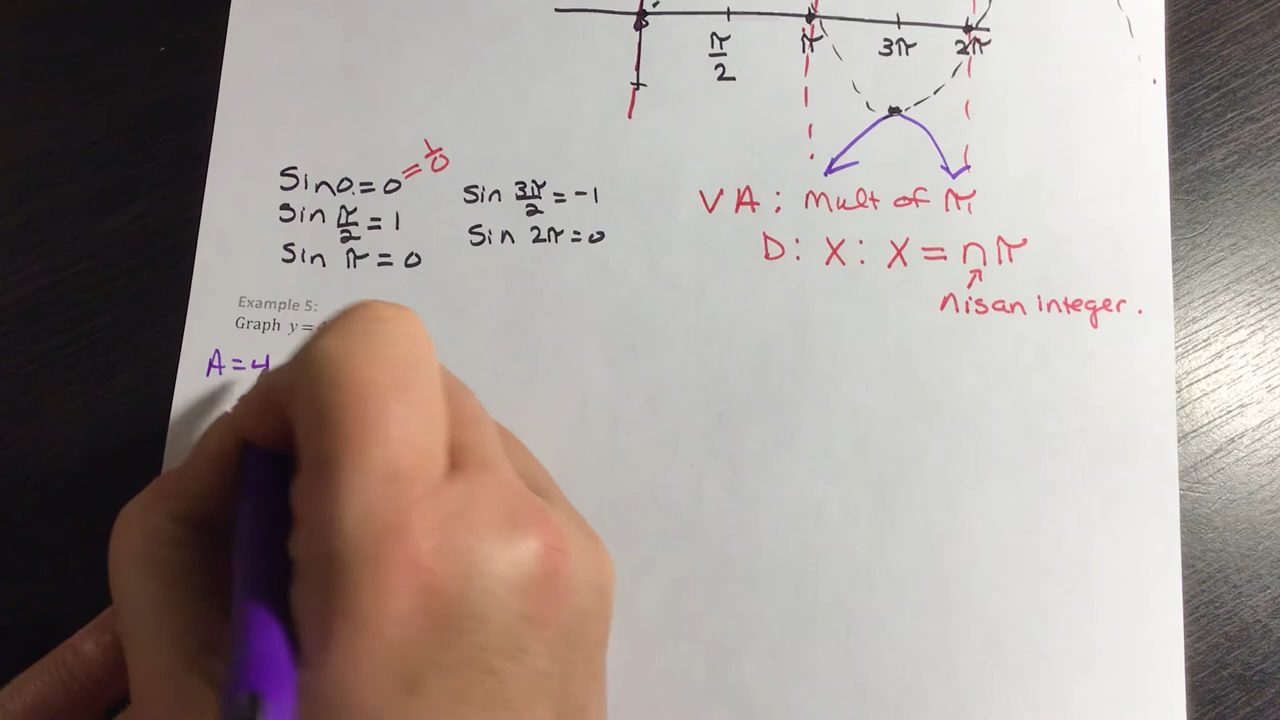 π/2 π 3π 2π
Sin 0 = 0 = 1/0
Sin π/2 = 1
Sin π = 0
Sin 3π/2 = -1
Sin 2π = 0
VA: Mult of π
D: X: X = nπ
n is an integer.
Example 5:
Graph y =
A = 4